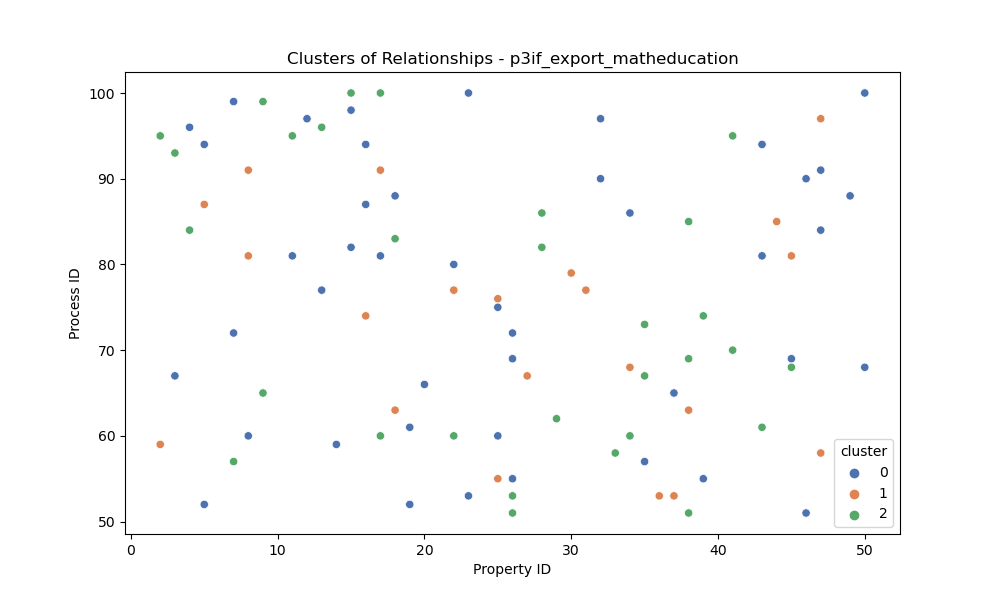 Clusters of Relationships - p3if_export_matheducation
100
90
80
70
60
50
Process ID
0 10 20 30 40 50
Property ID
cluster
0
1
2